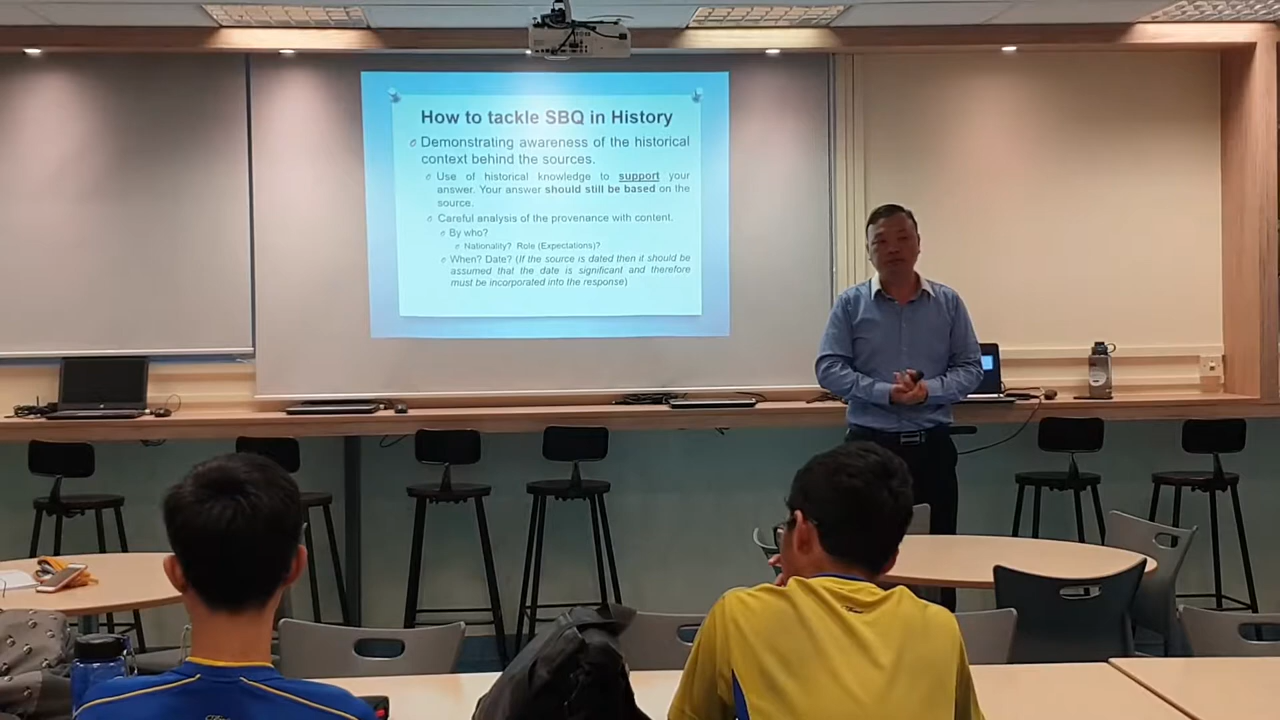 How to tackle SBQ in History
Demonstrating awareness of the historical
context behind the sources.
Use of historical knowledge to support your
answer. Your answer should still be based on the
source.
Careful analysis of the provenance with content.
By who?
Nationality? Role (Expectations)?
When? Date? (If the source is dated then it should be
assumed that the date is significant and therefore
must be incorporated into the response)